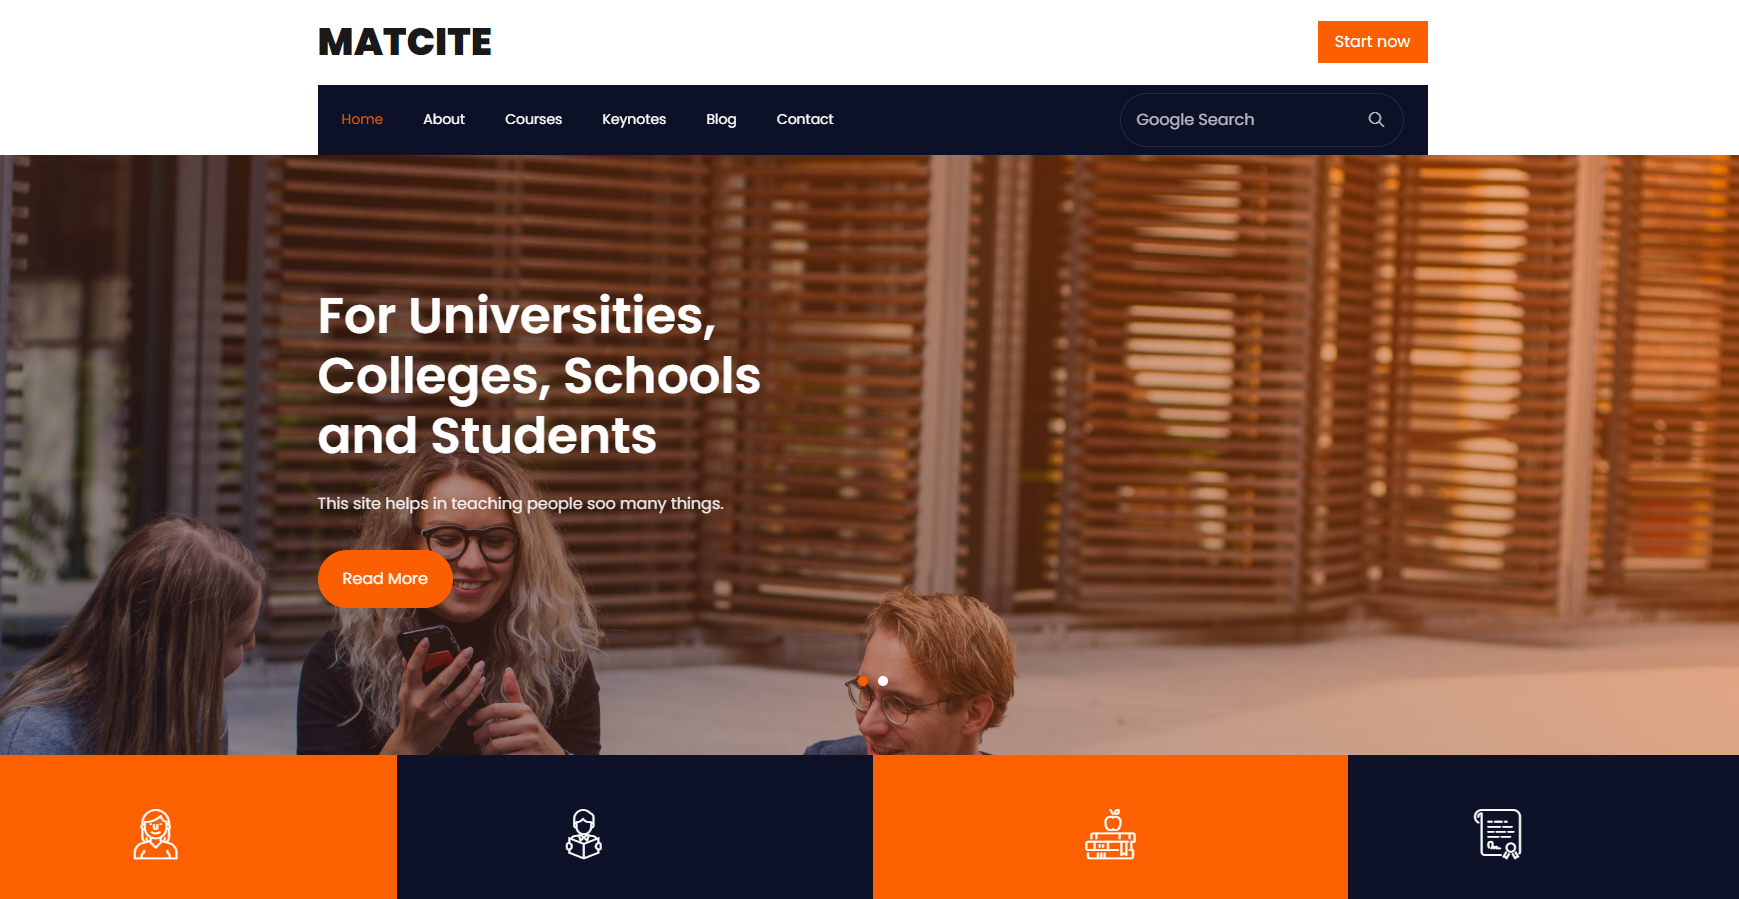 MATCITE
Start now
Home About Courses Keynotes Blog Contact Google Search
For Universities,
Colleges, Schools
and Students
This site helps in teaching people soo many things.
Read More